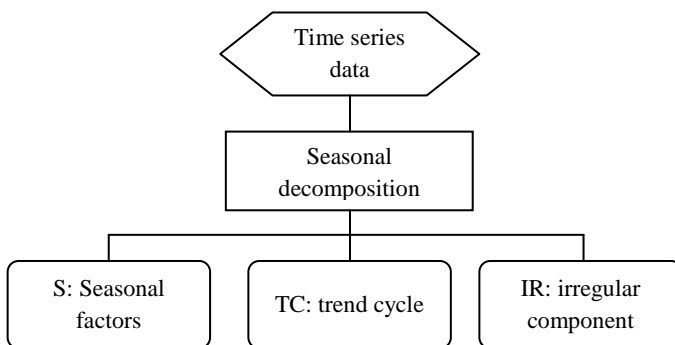 Time series
data
Seasonal
decomposition
S: Seasonal
factors
TC: trend cycle
IR: irregular
component